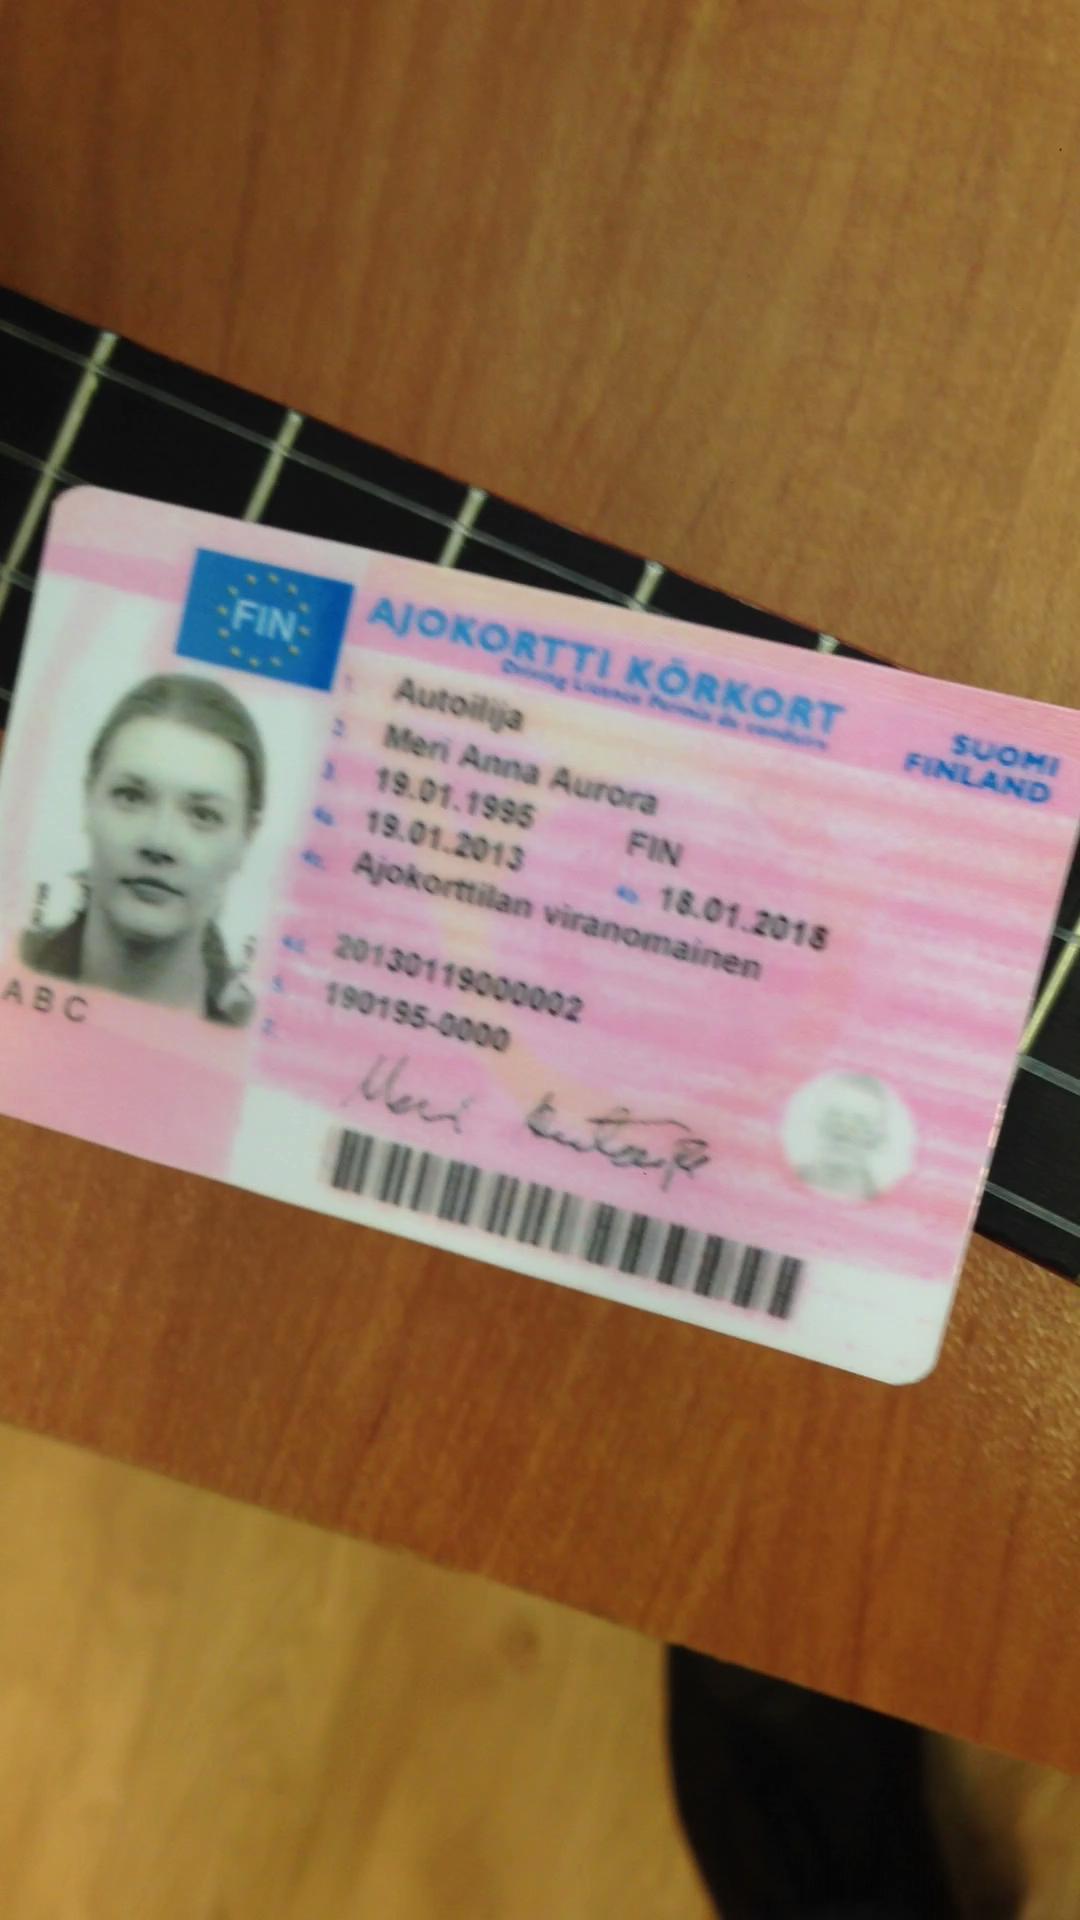 FIN
AJOKORTTI KÖRKORT
Driving Licence Permis de conduire
SUOMI
FINLAND
1. Autoilija
2. Meri Anna Aurora
3. 19.01.1995 FIN
4a. 19.01.2013 4b. 18.01.2018
4c. Ajokorttilan viranomainen
4d. 20130119000002
5. 190195-0000
7.
Meri
A B C